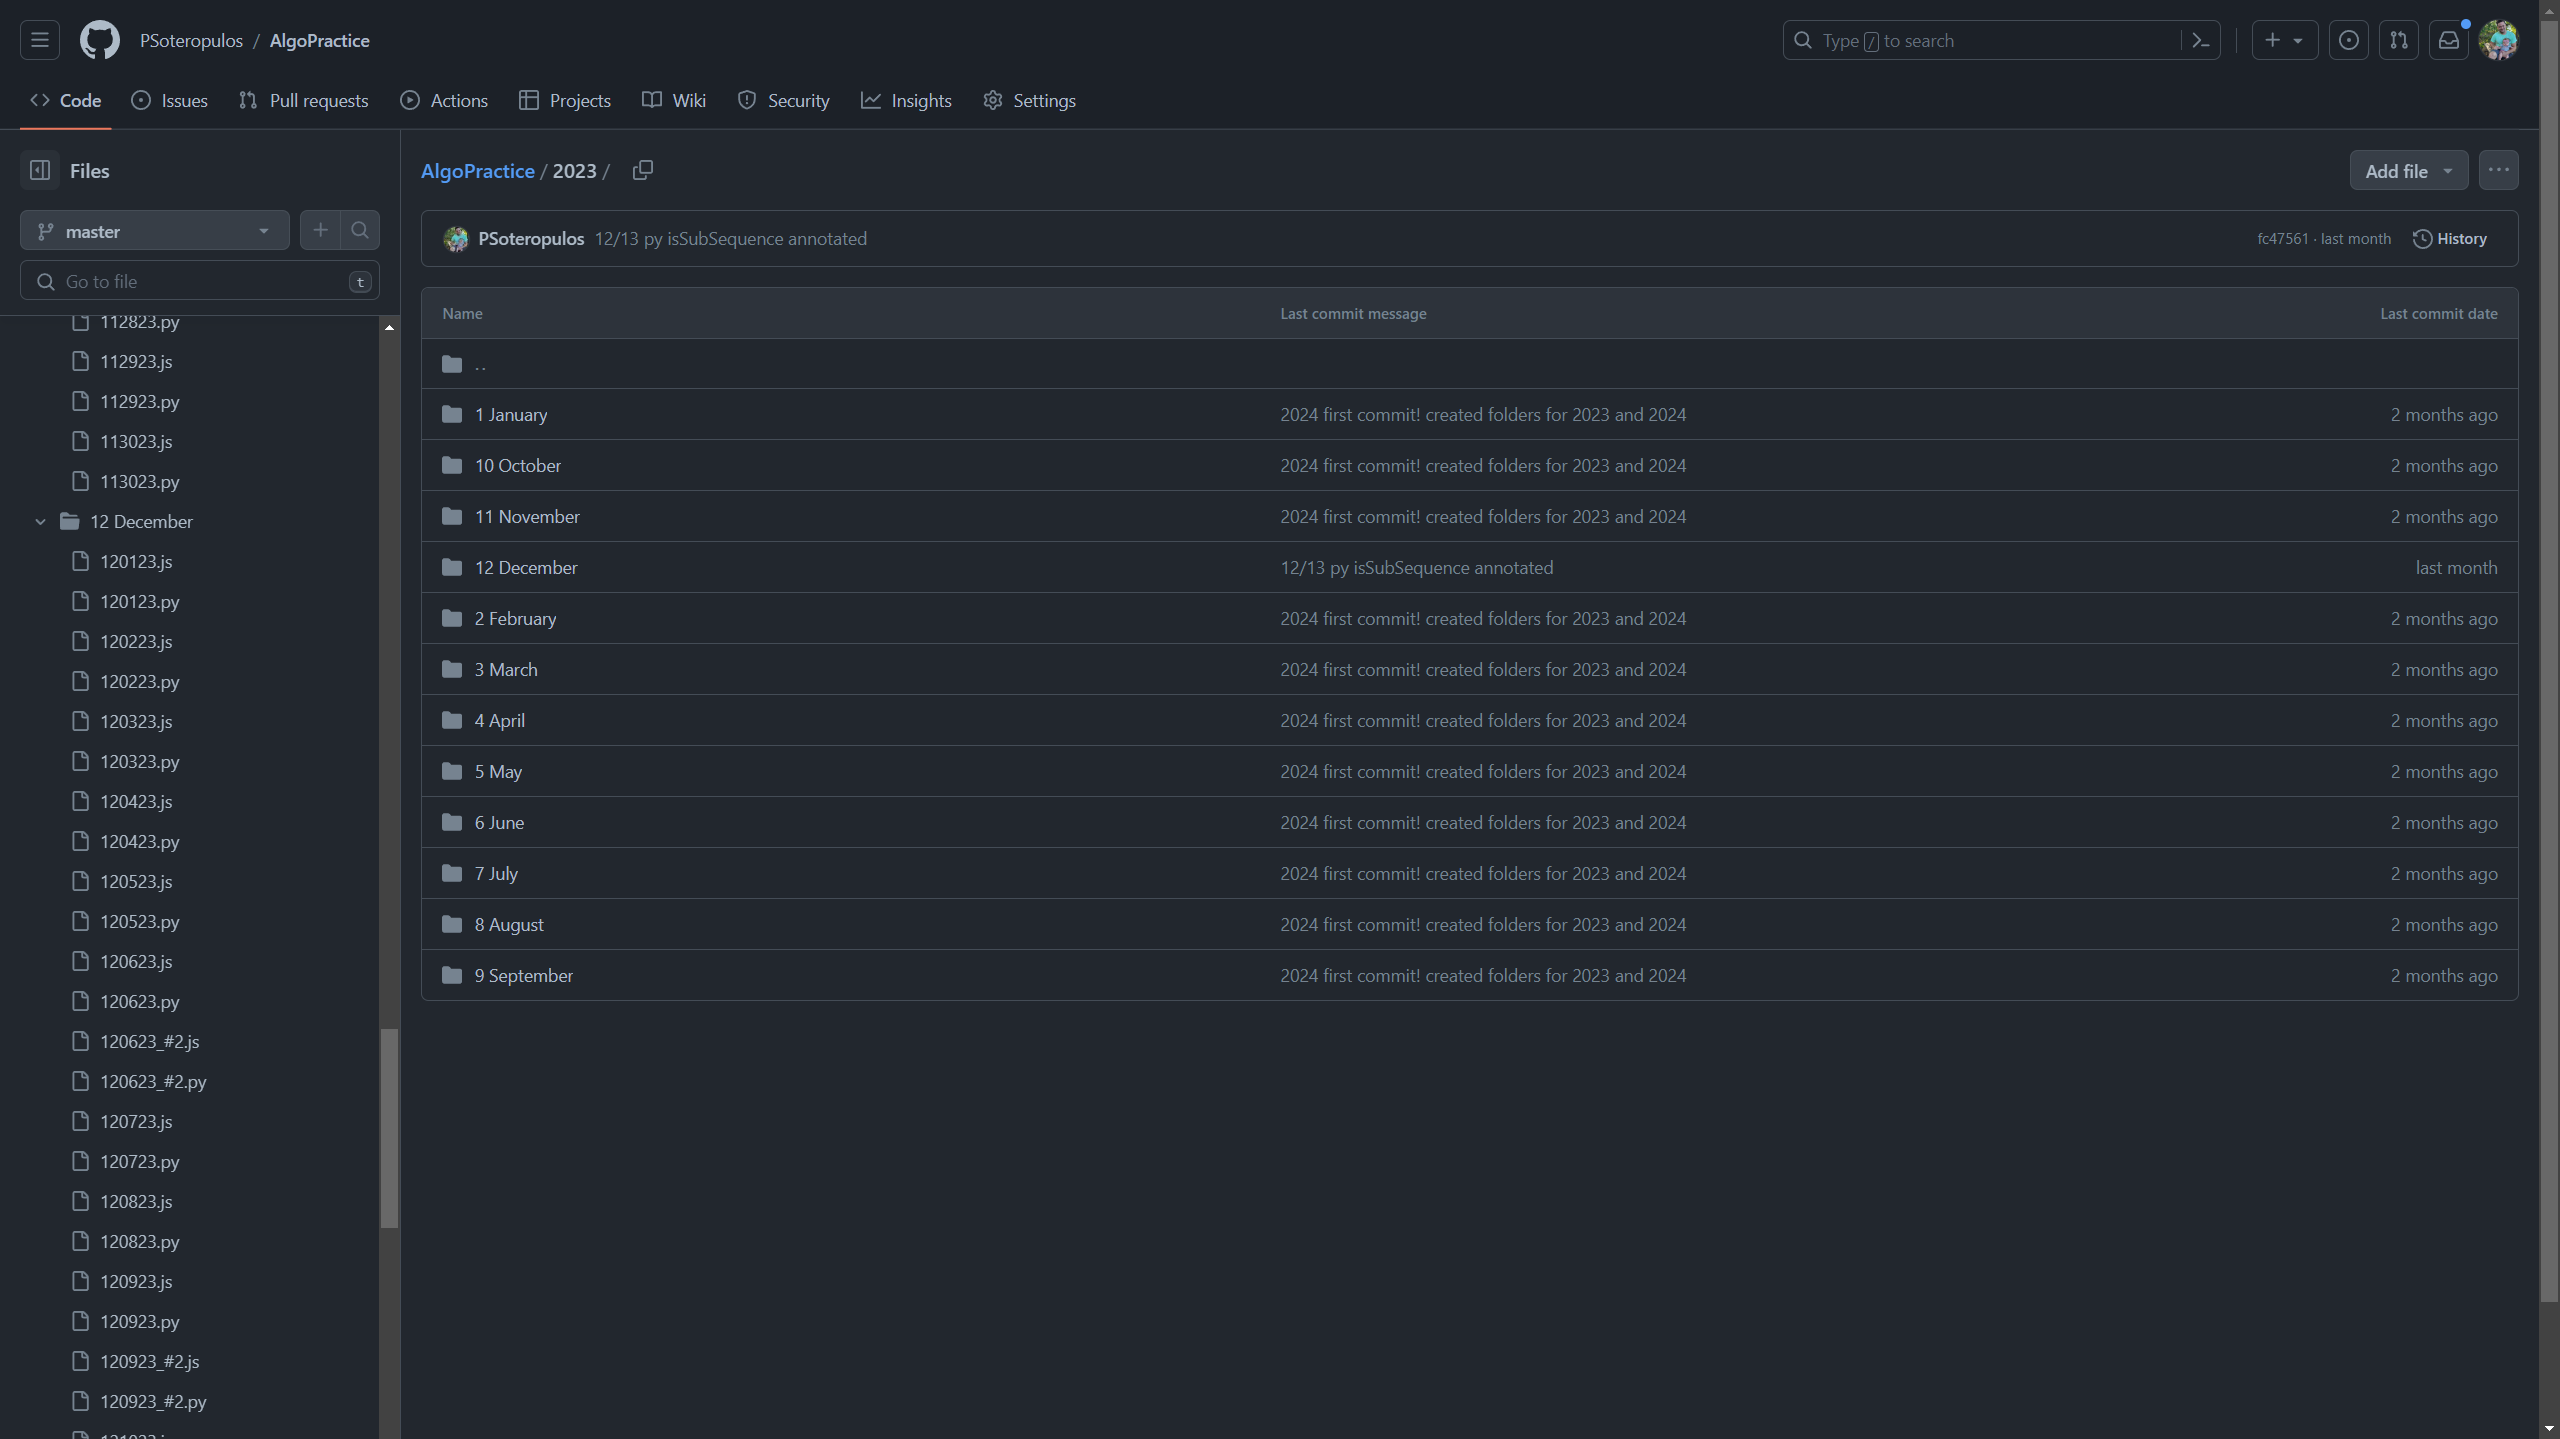 PSoteropulos / AlgoPractice
Type / to search
Code
Issues
Pull requests
Actions
Projects
Wiki
Security
Insights
Settings
Files
master
Go to file
t
112823.py
112923.js
112923.py
113023.js
113023.py
12 December
120123.js
120123.py
120223.js
120223.py
120323.js
120323.py
120423.js
120423.py
120523.js
120523.py
120623.js
120623.py
120623_#2.js
120623_#2.py
120723.js
120723.py
120823.js
120823.py
120923.js
120923.py
120923_#2.js
120923_#2.py
AlgoPractice / 2023 /
Add file
PSoteropulos 12/13 py isSubSequence annotated
fc47561 · last month
History
Name Last commit message Last commit date
..
1 January 2024 first commit! created folders for 2023 and 2024 2 months ago
10 October 2024 first commit! created folders for 2023 and 2024 2 months ago
11 November 2024 first commit! created folders for 2023 and 2024 2 months ago
12 December 12/13 py isSubSequence annotated last month
2 February 2024 first commit! created folders for 2023 and 2024 2 months ago
3 March 2024 first commit! created folders for 2023 and 2024 2 months ago
4 April 2024 first commit! created folders for 2023 and 2024 2 months ago
5 May 2024 first commit! created folders for 2023 and 2024 2 months ago
6 June 2024 first commit! created folders for 2023 and 2024 2 months ago
7 July 2024 first commit! created folders for 2023 and 2024 2 months ago
8 August 2024 first commit! created folders for 2023 and 2024 2 months ago
9 September 2024 first commit! created folders for 2023 and 2024 2 months ago